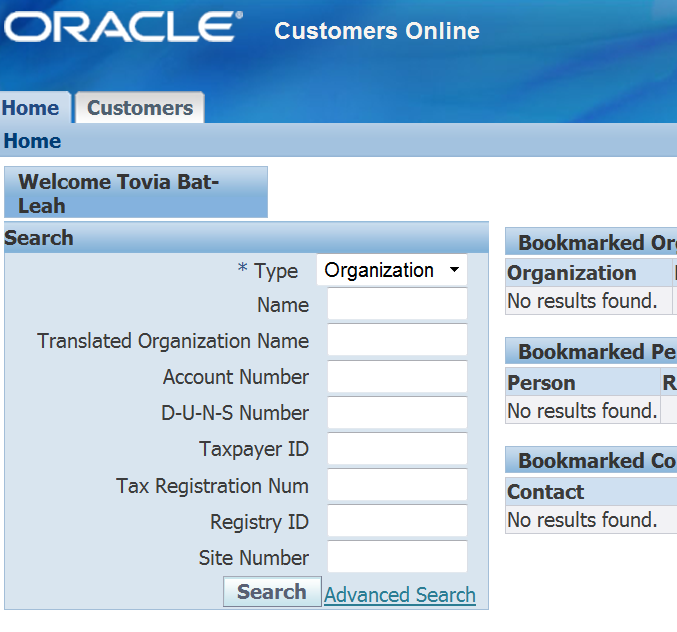 ORACLE® Customers Online
Home Customers
Home
Welcome Tovia Bat-
Leah
Search
* Type Organization
Name
Translated Organization Name
Account Number
D-U-N-S Number
Taxpayer ID
Tax Registration Num
Registry ID
Site Number
Search Advanced Search
Bookmarked Or
Organization
No results found.
Bookmarked Pe
Person R
No results found.
Bookmarked Co
Contact
No results found.